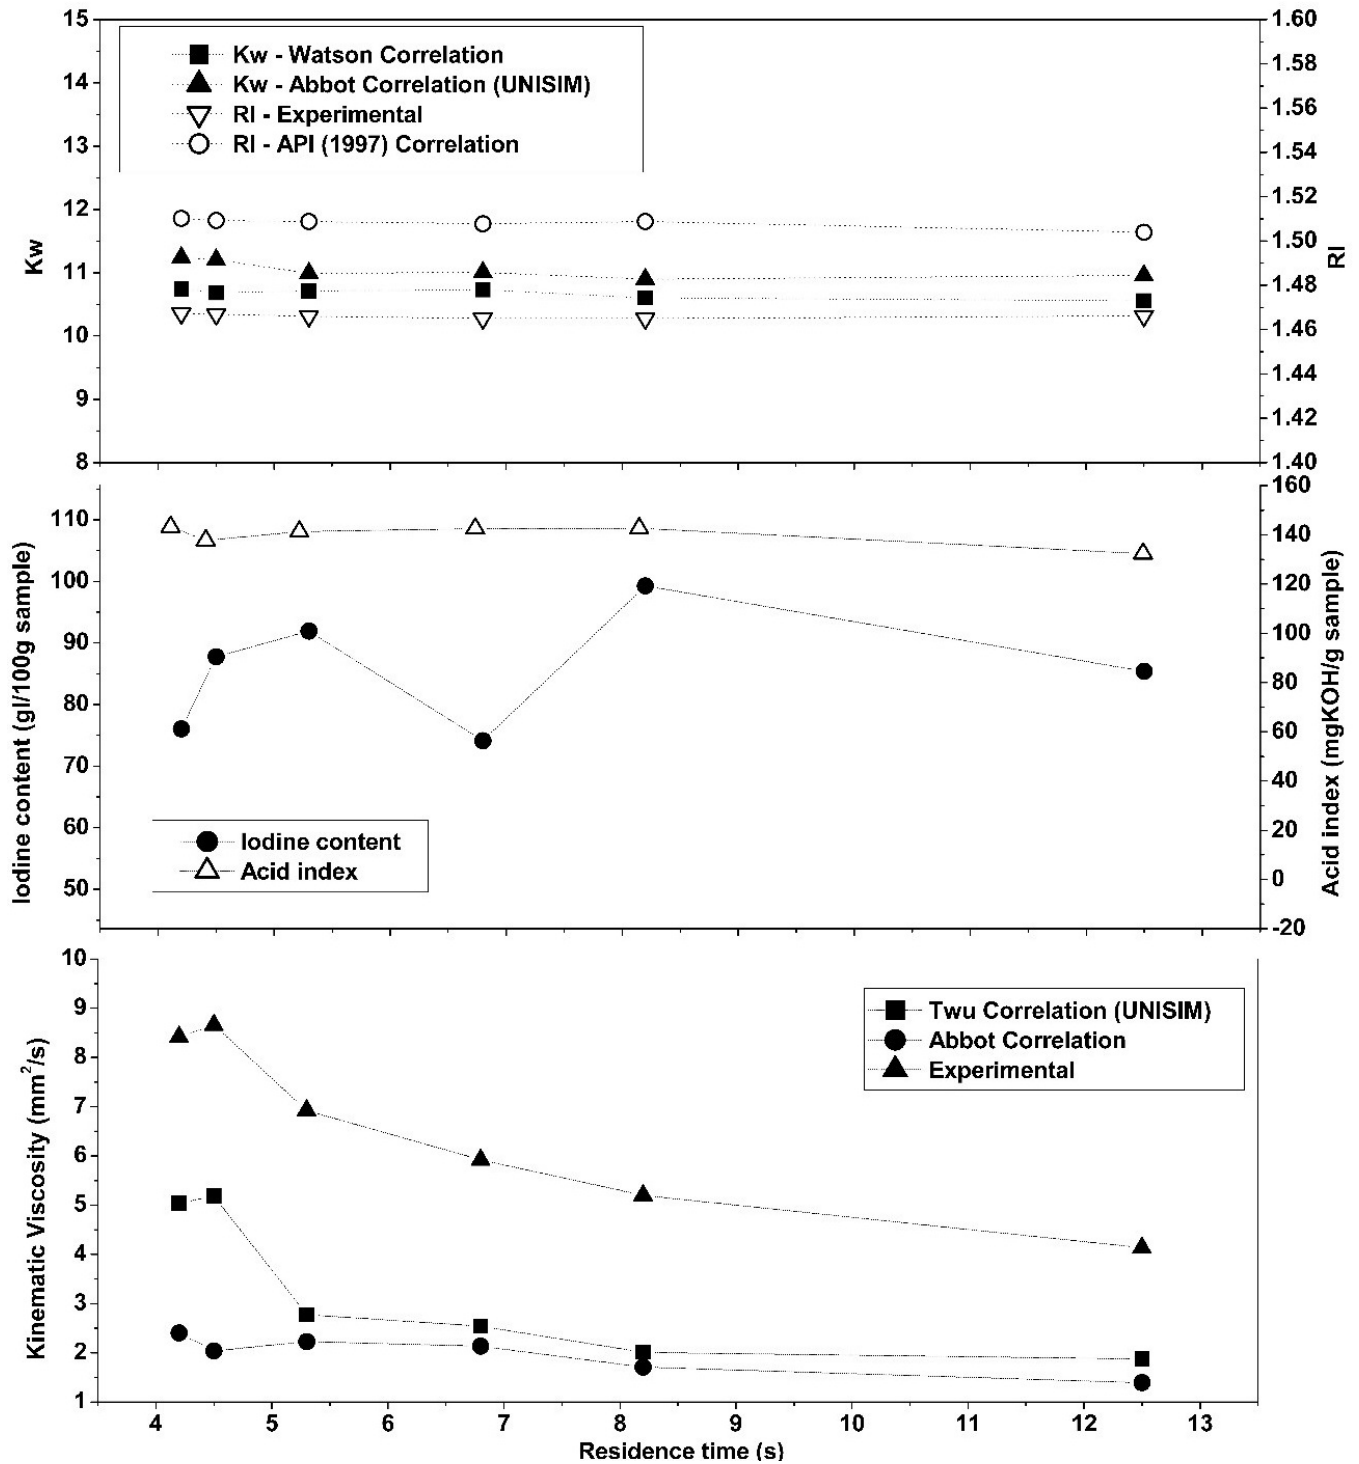 15
14
13
12
11
10
9
8
Kw
Kw - Watson Correlation
Kw - Abbot Correlation (UNISIM)
RI - Experimental
RI - API (1997) Correlation
1.60
1.58
1.56
1.54
1.52
1.50
1.48
1.46
1.44
1.42
1.40
RI
110
100
90
80
70
60
50
Iodine content (gI/100g sample)
Iodine content
Acid index
160
140
120
100
80
60
40
20
0
-20
Acid index (mgKOH/g sample)
10
9
8
7
6
5
4
3
2
1
Kinematic Viscosity (mm²/s)
Twu Correlation (UNISIM)
Abbot Correlation
Experimental
4 5 6 7 8 9 10 11 12 13
Residence time (s)